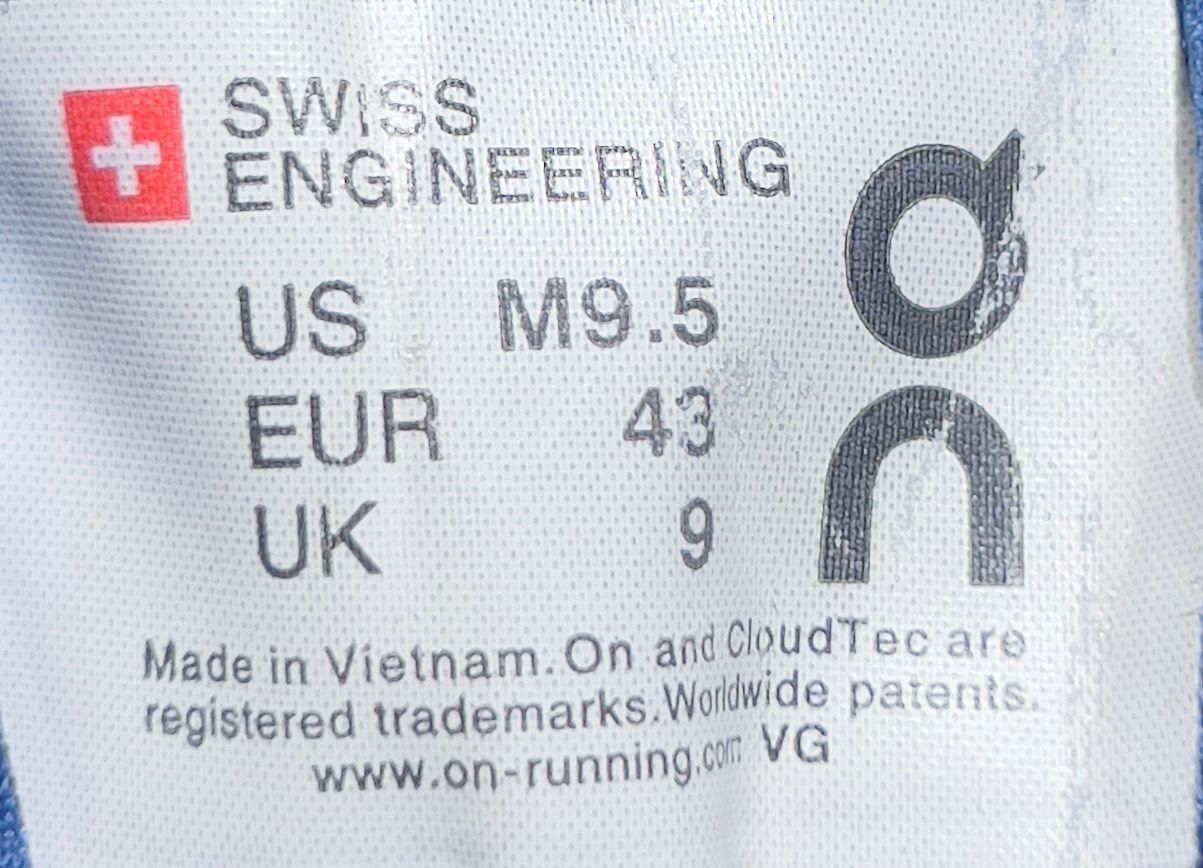 SWISS
ENGINEERING
US M9.5
EUR 43
UK 9
On
Made in Vietnam. On and CloudTec are
registered trademarks. Worldwide patents.
www.on-running.com VG